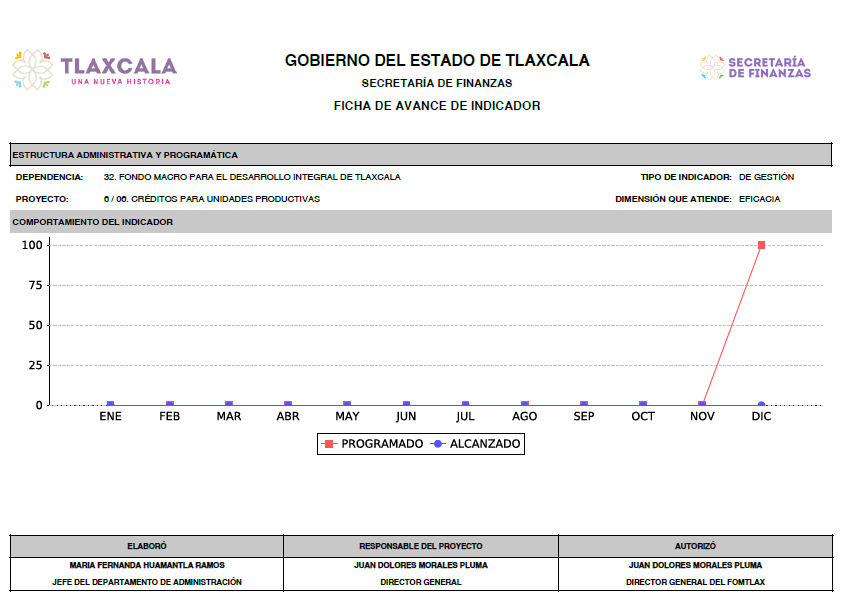 TLAXCALA
UNA NUEVA HISTORIA
GOBIERNO DEL ESTADO DE TLAXCALA
SECRETARÍA DE FINANZAS
FICHA DE AVANCE DE INDICADOR
SECRETARÍA
DE FINANZAS
ESTRUCTURA ADMINISTRATIVA Y PROGRAMÁTICA
DEPENDENCIA: 32. FONDO MACRO PARA EL DESARROLLO INTEGRAL DE TLAXCALA TIPO DE INDICADOR: DE GESTIÓN
PROYECTO: 6 / 06. CRÉDITOS PARA UNIDADES PRODUCTIVAS DIMENSIÓN QUE ATIENDE: EFICACIA
COMPORTAMIENTO DEL INDICADOR
100
75
50
25
0
ENE FEB MAR ABR MAY JUN JUL AGO SEP OCT NOV DIC
PROGRAMADO ALCANZADO
ELABORÓ RESPONSABLE DEL PROYECTO AUTORIZÓ
MARIA FERNANDA HUAMANTLA RAMOS JUAN DOLORES MORALES PLUMA JUAN DOLORES MORALES PLUMA
JEFE DEL DEPARTAMENTO DE ADMINISTRACIÓN DIRECTOR GENERAL DIRECTOR GENERAL DEL FOMTLAX